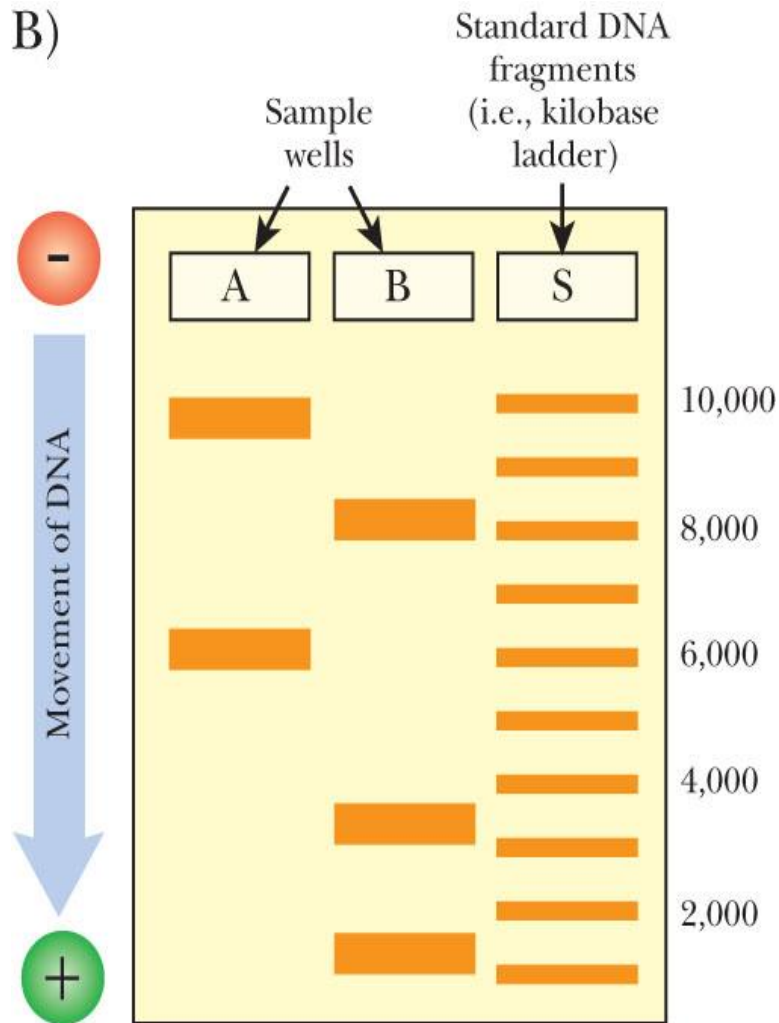 B)
Standard DNA
fragments
(i.e., kilobase
ladder)
Sample
wells
-
A
B
S
Movement of DNA
10,000
8,000
6,000
4,000
2,000
+